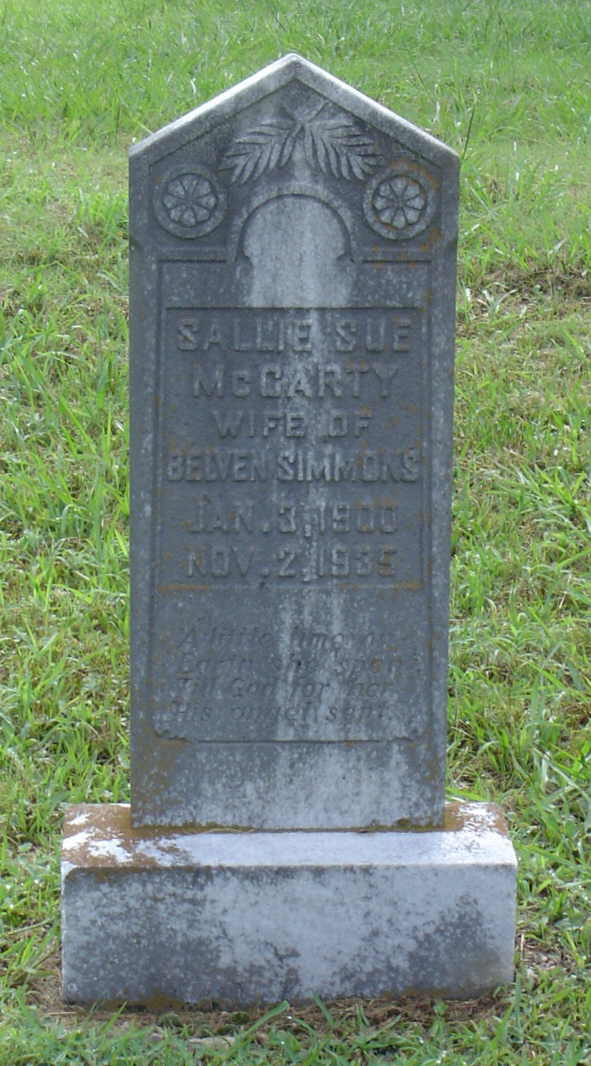 SALLIE SUE
McCARTY
WIFE OF
BELVEN SIMMONS
JAN. 3, 1900
NOV. 2, 1935
A little time on
Earth she spent
Till God for her
His angel sent.